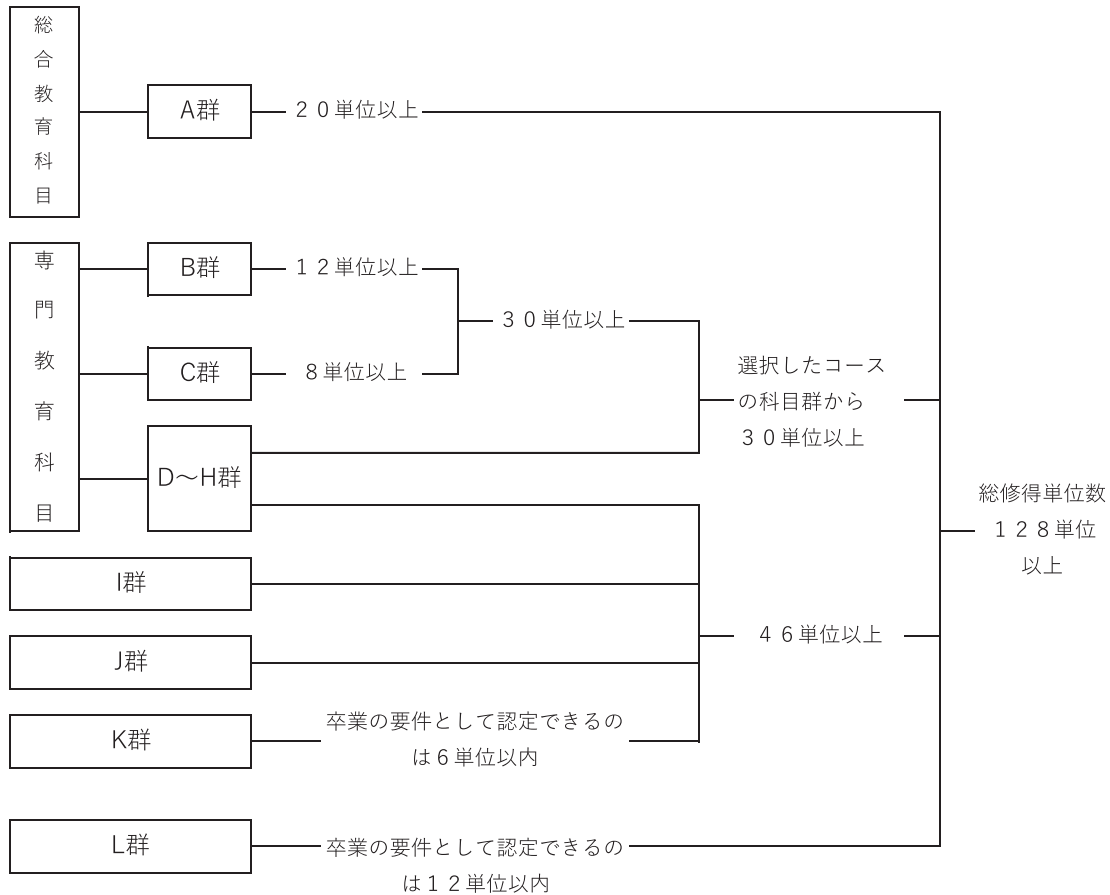 総合教育科目
A群
２０単位以上
専門教育科目
B群
１２単位以上
３０単位以上
C群
８単位以上
選択したコース
の科目群から
３０単位以上
D～H群
総修得単位数
１２８単位
以上
I群
４６単位以上
J群
K群
卒業の要件として認定できるの
は６単位以内
L群
卒業の要件として認定できるの
は１２単位以内